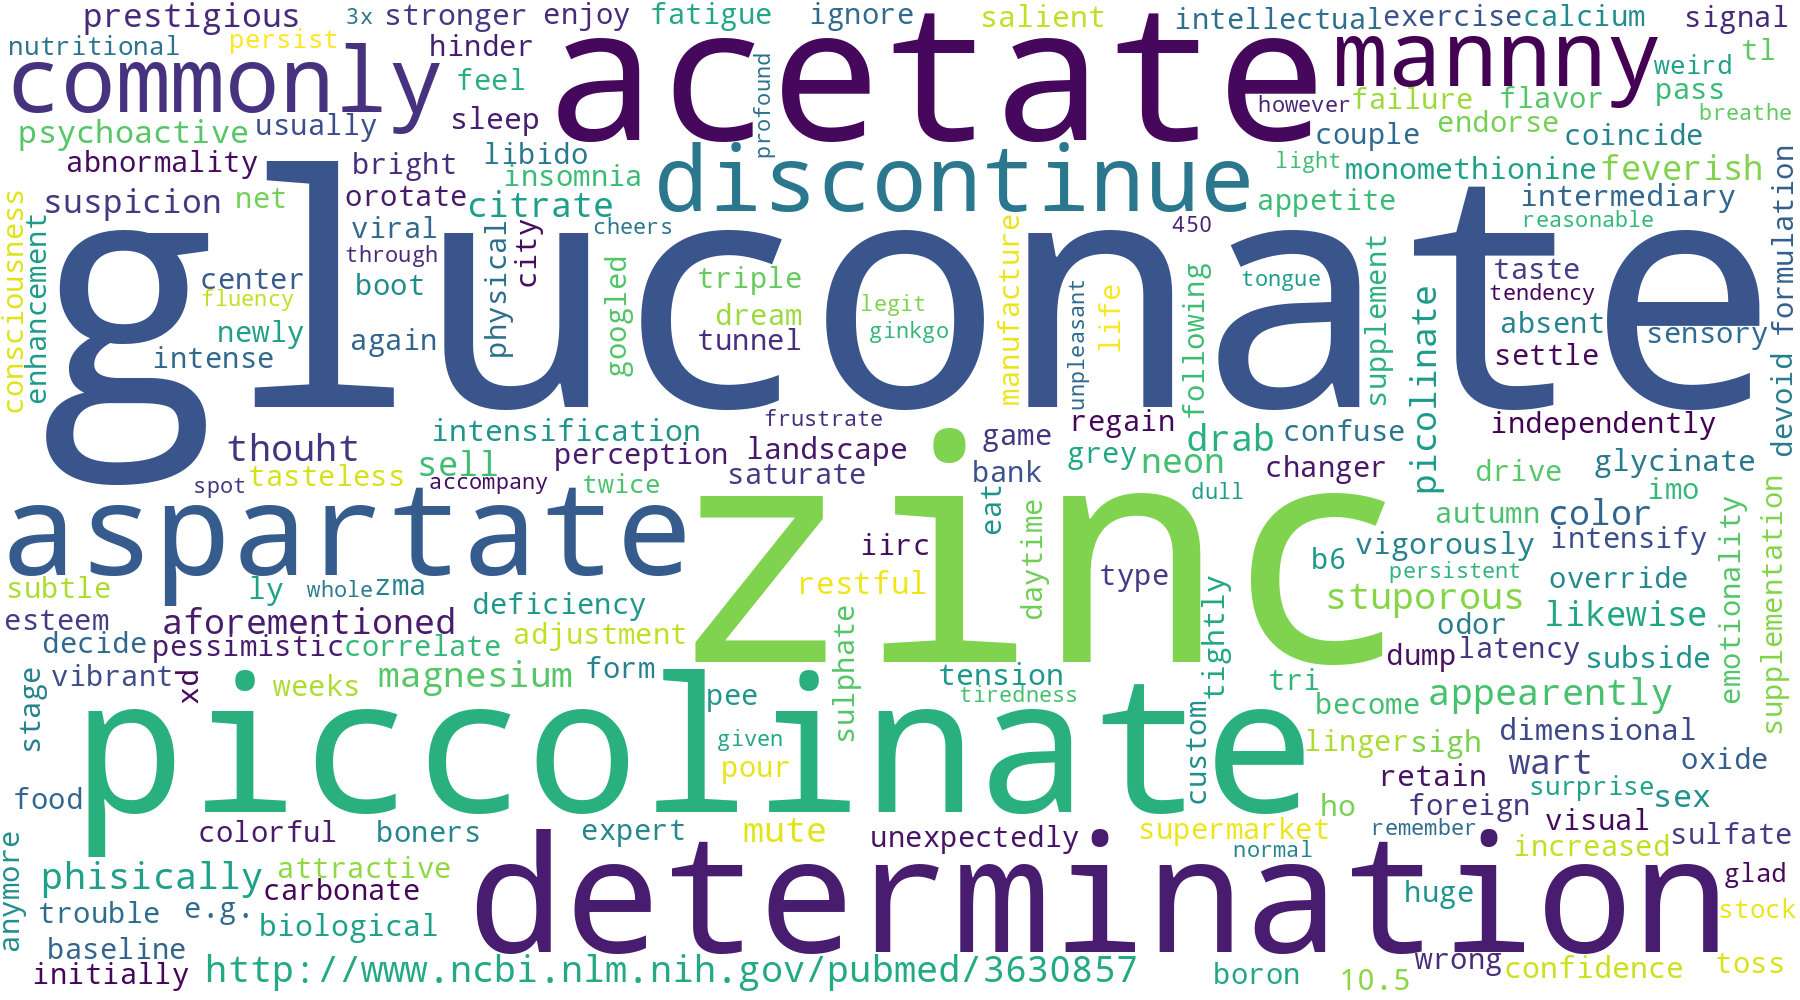 prestigious 3x stronger enjoy fatigue ignore salient intellectual exercise calcium signal
nutritional persist hinder acetate mannny tl
commonly feel profound weird
however failure flavor pass breathe
psychoactive usually sleep couple endorse coincide
abnormality bright libido discontinue light monomethionine feverish
suspicion net orotate insomnia citrate appetite intermediary
consciousness enhancement viral physical city cheers manufacture 450 reasonable formulation
gluconate
center through googled triple legit tongue supplement taste
fluency boot dream ginkgo unpleasant life following picolinate tendency
newly again tunnel absent sensory
intense settle
devoid
thought frustrate regain independently
thouht intensification perception landscape game grey drab confuse
tasteless sell saturate bank neon changer drive glycinate
spot accompany twice eat dull imo
aspartate zinc daytime autumn color
iirc vigorously intensify emotionality supplementation
subtle ly whole zma restful type b6 persistent override
esteem aforementioned deficiency sulphate stuporous likewise
decide pessimistic correlate adjustment tightly odor
vibrant xd magnesium form tension dump latency subside
stage weeks pee tiredness tri become appearently
piccolinate given custom linger sigh dimensional
pour wart oxide
food retain surprise
colorful boners expert mute unexpectedly supermarket ho foreign sex
remember visual sulfate
anymore attractive determination normal increased
phisically carbonate huge glad
trouble e.g. biological stock
baseline wrong
initially http://www.ncbi.nlm.nih.gov/pubmed/3630857 boron 10.5 confidence toss